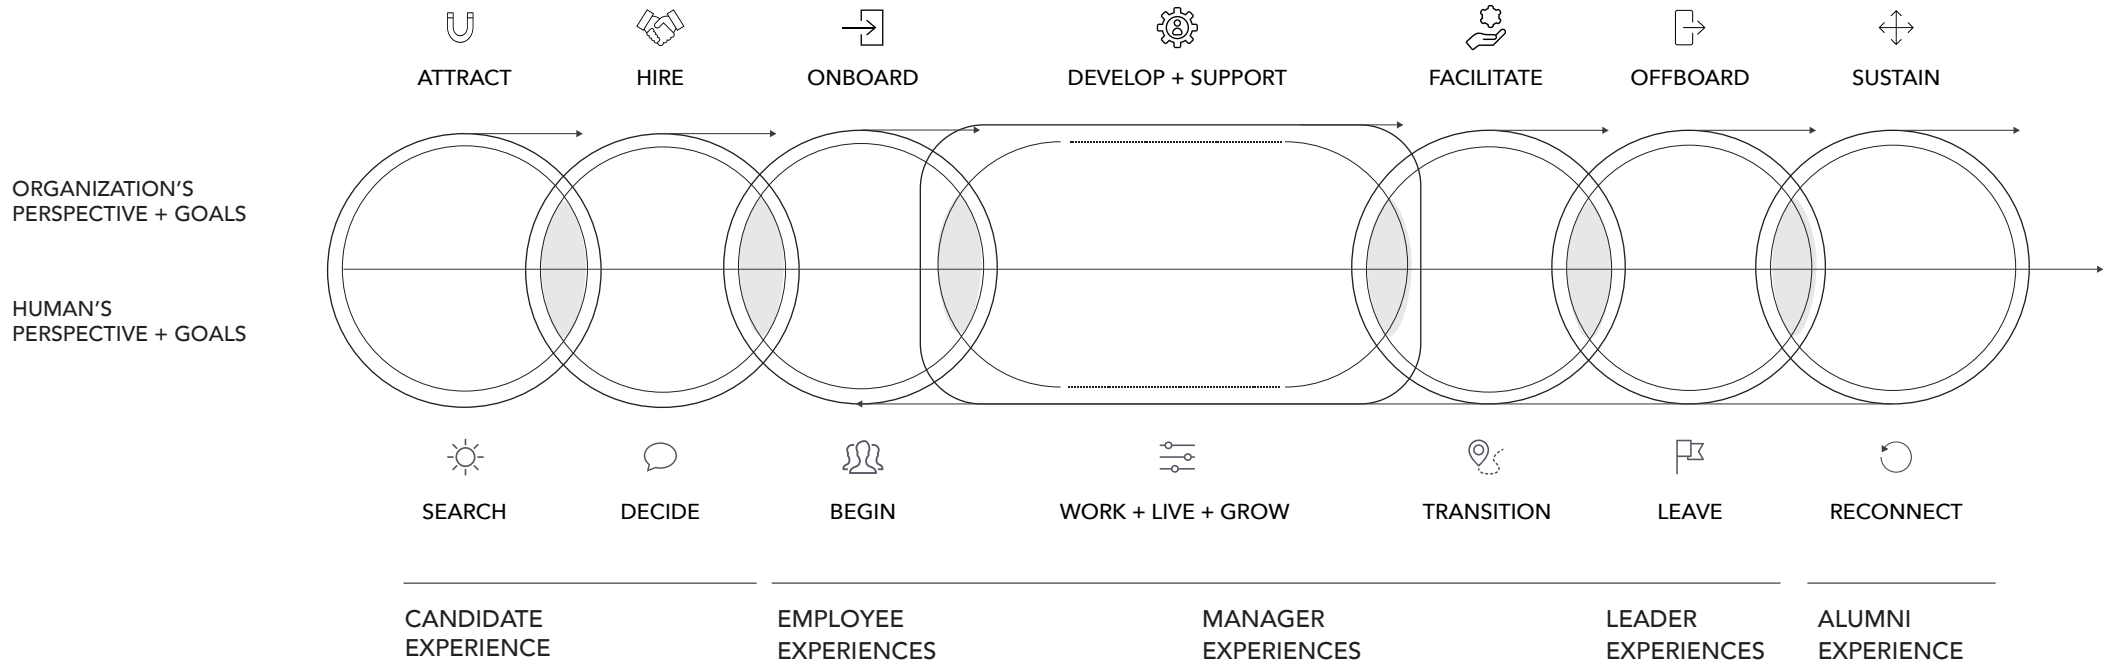 ATTRACT
HIRE
ONBOARD
DEVELOP + SUPPORT
FACILITATE
OFFBOARD
SUSTAIN
ORGANIZATION'S
PERSPECTIVE + GOALS
HUMAN'S
PERSPECTIVE + GOALS
SEARCH
DECIDE
BEGIN
WORK + LIVE + GROW
TRANSITION
LEAVE
RECONNECT
CANDIDATE
EXPERIENCE
EMPLOYEE
EXPERIENCES
MANAGER
EXPERIENCES
LEADER
EXPERIENCES
ALUMNI
EXPERIENCE